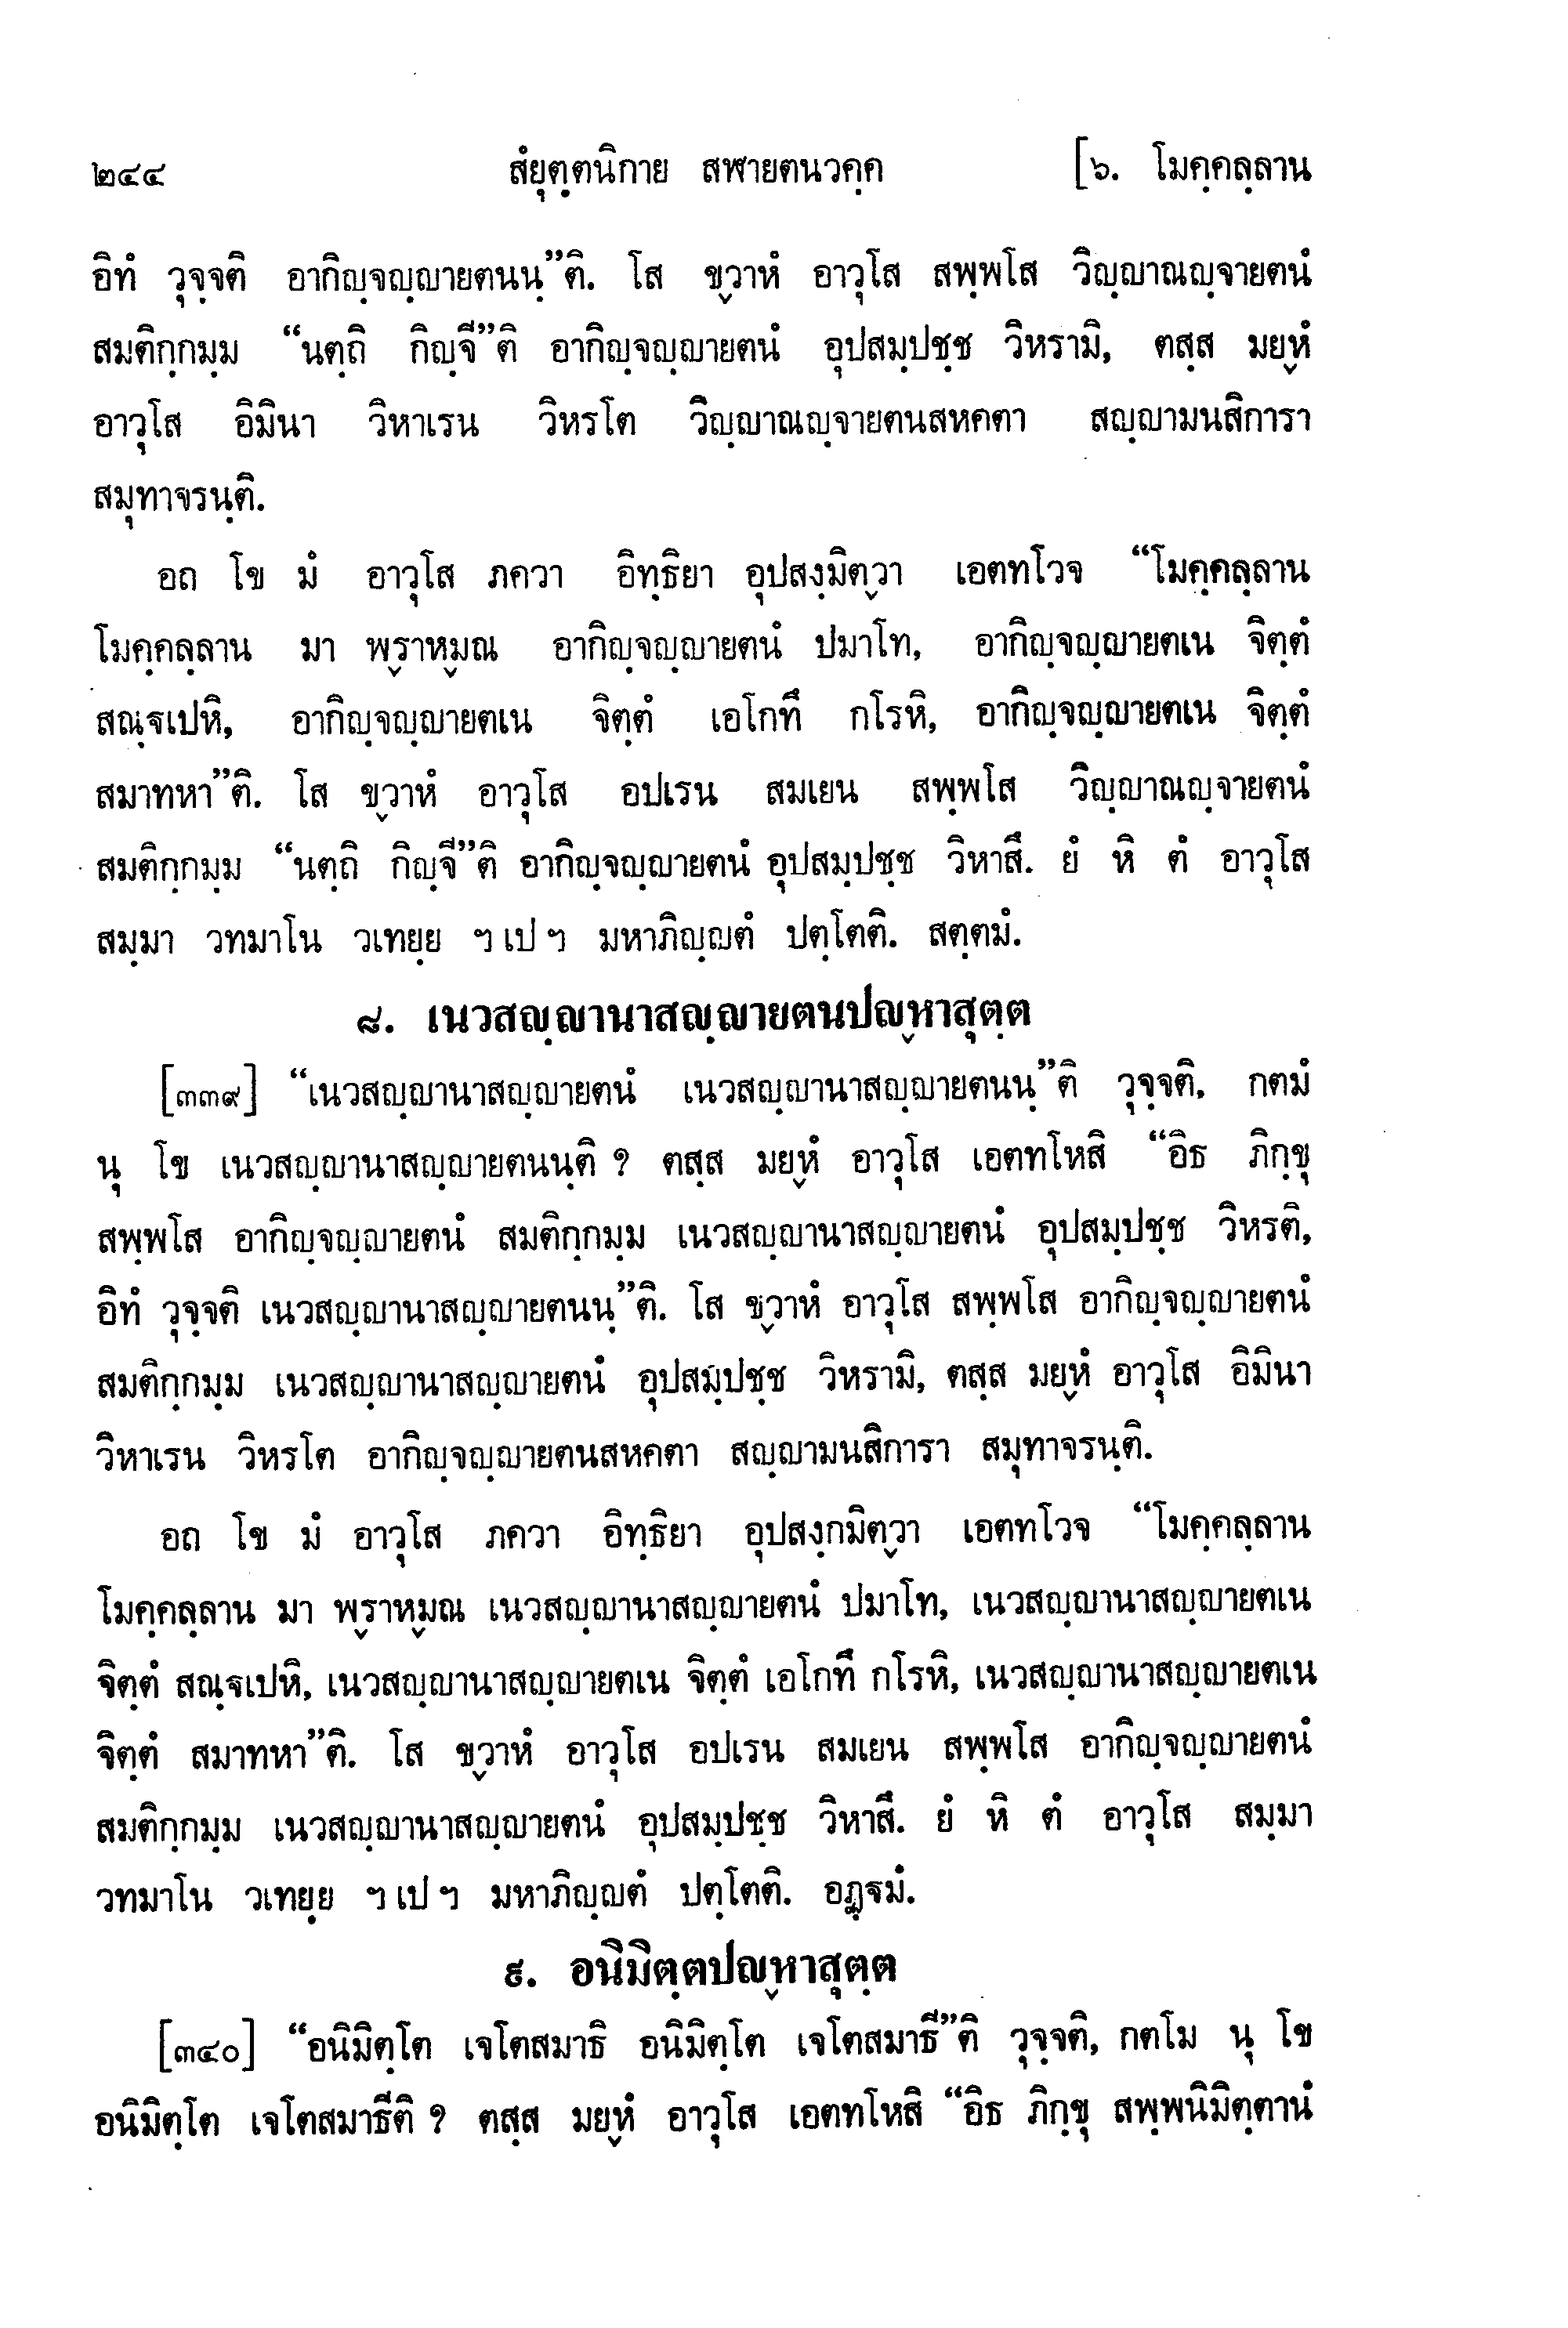 ๒๔๔ สํยุตฺตนิกาย สฬายตนวคฺค [๖. โมคฺคลฺลาน
อิทํ วุจฺจติ อากิญฺจญฺญายตนนฺ”ติ. โส ขฺวาหํ อาวุโส สพฺพโส วิญฺญาณญฺจายตนํ
สมติกฺกมฺม “นตฺถิ กิญฺจี”ติ อากิญฺจญฺญายตนํ อุปสมฺปชฺช วิหรามิ, ตสฺส มยฺหํ
อาวุโส อิมินา วิหาเรน วิหรโต วิญฺญาณญฺจายตนสหคตา สญฺญามนสิการา
สมุทาจรนฺติ.
อถ โข มํ อาวุโส ภควา อิทฺธิยา อุปสงฺมิตฺวา เอตทโวจ “โมคฺคลฺลาน
โมคฺคลฺลาน มา พฺราหฺมณ อากิญฺจญฺญายตนํ ปมาโท, อากิญฺจญฺญายตเน จิตฺตํ
สณฺฐเปหิ, อากิญฺจญฺญายตเน จิตฺตํ เอโกทึ กโรหิ, อากิญฺจญฺญายตเน จิตฺตํ
สมาทหา”ติ. โส ขฺวาหํ อาวุโส อปเรน สมเยน สพฺพโส วิญฺญาณญฺจายตนํ
สมติกฺกมฺม “นตฺถิ กิญฺจี”ติ อากิญฺจญฺญายตนํ อุปสมฺปชฺช วิหาสึ. ยํ หิ ตํ อาวุโส
สมฺมา วทมาโน วเทยฺย ฯ เป ฯ มหาภิญฺญตํ ปตฺโตติ. สตฺตมํ.
๘. เนวสญฺญานาสญฺญายตนปญฺหาสุตฺต
[๓๓๙] “เนวสญฺญานาสญฺญายตนํ เนวสญฺญานาสญฺญายตนนฺ”ติ วุจฺจติ, กตมํ
นุ โข เนวสญฺญานาสญฺญายตนนฺติ ? ตสฺส มยฺหํ อาวุโส เอตทโหสิ “อิธ ภิกฺขุ
สพฺพโส อากิญฺจญฺญายตนํ สมติกฺกมฺม เนวสญฺญานาสญฺญายตนํ อุปสมฺปชฺช วิหรติ,
อิทํ วุจฺจติ เนวสญฺญานาสญฺญายตนนฺ”ติ. โส ขฺวาหํ อาวุโส สพฺพโส อากิญฺจญฺญายตนํ
สมติกฺกมฺม เนวสญฺญานาสญฺญายตนํ อุปสมฺปชฺช วิหรามิ, ตสฺส มยฺหํ อาวุโส อิมินา
วิหาเรน วิหรโต อากิญฺจญฺญายตนสหคตา สญฺญามนสิการา สมุทาจรนฺติ.
อถ โข มํ อาวุโส ภควา อิทฺธิยา อุปสงฺกมิตฺวา เอตทโวจ “โมคฺคลฺลาน
โมคฺคลฺลาน มา พฺราหฺมณ เนวสญฺญานาสญฺญายตนํ ปมาโท, เนวสญฺญานาสญฺญายตเน
จิตฺตํ สณฺฐเปหิ, เนวสญฺญานาสญฺญายตเน จิตฺตํ เอโกทึ กโรหิ, เนวสญฺญานาสญฺญายตเน
จิตฺตํ สมาทหา”ติ. โส ขฺวาหํ อาวุโส อปเรน สมเยน สพฺพโส อากิญฺจญฺญายตนํ
สมติกฺกมฺม เนวสญฺญานาสญฺญายตนํ อุปสมฺปชฺช วิหาสึ. ยํ หิ ตํ อาวุโส สมฺมา
วทมาโน วเทยฺย ฯ เป ฯ มหาภิญฺญตํ ปตฺโตติ. อฏฺฐมํ.
๙. อนิมิตฺตปญฺหาสุตฺต
[๓๔๐] “อนิมิตฺโต เจโตสมาธิ อนิมิตฺโต เจโตสมาธี”ติ วุจฺจติ, กตโม นุ โข
อนิมิตฺโต เจโตสมาธีติ ? ตสฺส มยฺหํ อาวุโส เอตทโหสิ “อิธ ภิกฺขุ สพฺพนิมิตฺตานํ